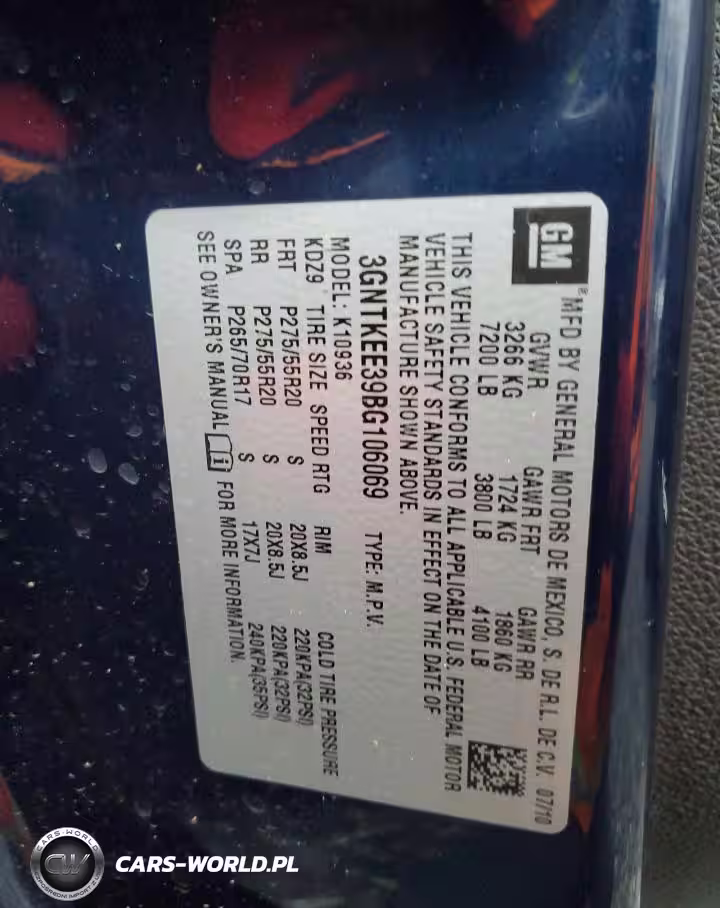 GM
® MFD BY GENERAL MOTORS DE MEXICO, S. DE R.L. DE C.V. 07/10
GVWR GAWR FRT GAWR RR
3266 KG 1724 KG 1860 KG
7200 LB 3800 LB 4100 LB
THIS VEHICLE CONFORMS TO ALL APPLICABLE U.S. FEDERAL MOTOR
VEHICLE SAFETY STANDARDS IN EFFECT ON THE DATE OF
MANUFACTURE SHOWN ABOVE.
3GNTKEE39BG106069 TYPE: M.P.V.
MODEL: K10936
KDZ9 TIRE SIZE SPEED RTG RIM COLD TIRE PRESSURE
FRT P275/55R20 S 20X8.5J 220KPA(32PSI)
RR P275/55R20 S 20X8.5J 220KPA(32PSI)
SPA P265/70R17 S 17X7J 240KPA(35PSI)
SEE OWNER'S MANUAL i FOR MORE INFORMATION.
CARS-WORLD
CW
CARS-WORLD.PL